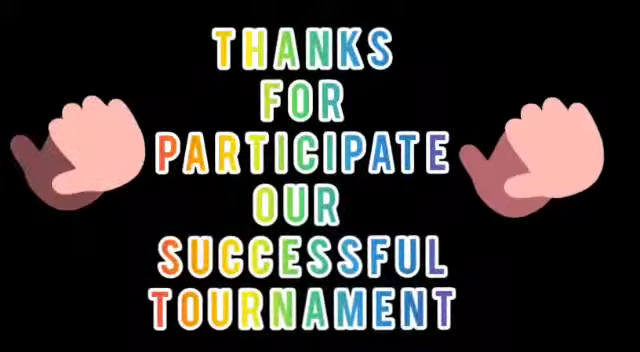 THANKS
FOR
PARTICIPATE
OUR
SUCCESSFUL
TOURNAMENT